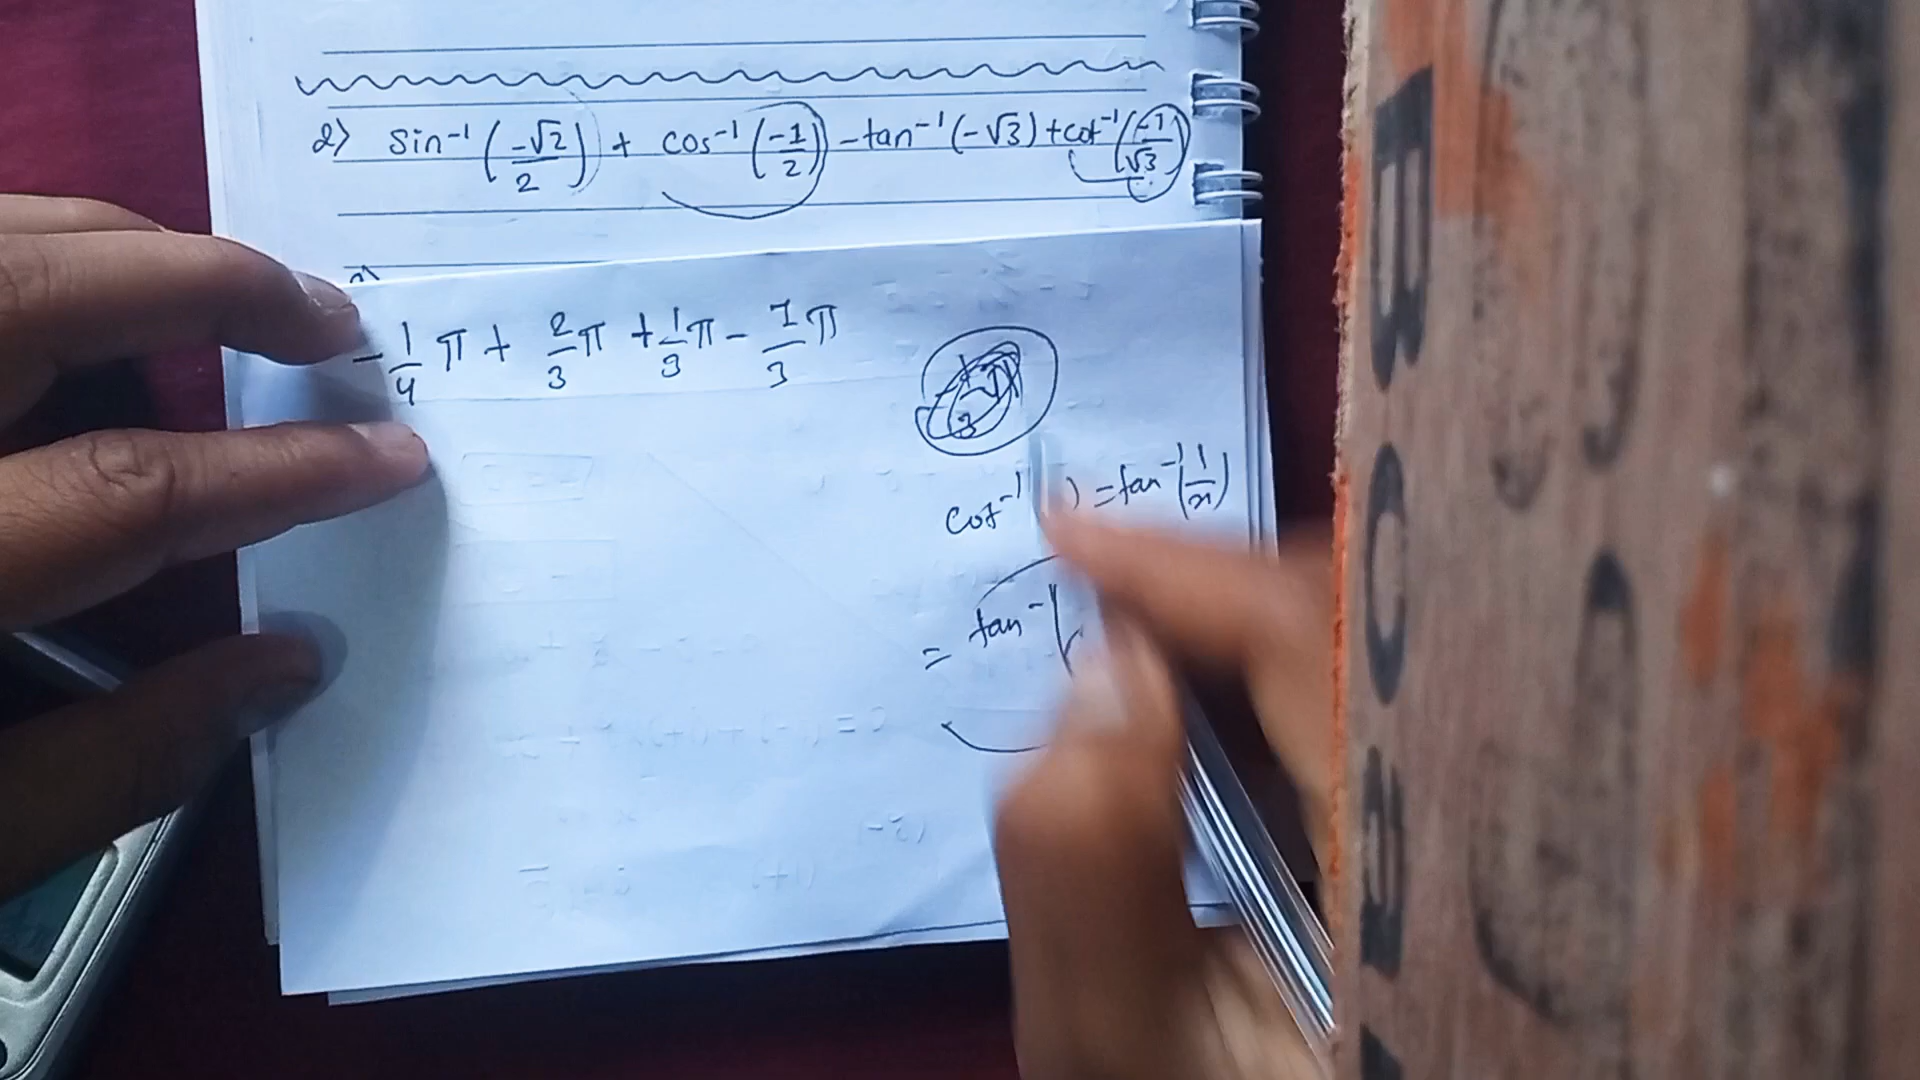 2) sin⁻¹(-√2/2) + cos⁻¹(-1/2) - tan⁻¹(-√3) + cot⁻¹(-1/√3)
-1/4 π + 2/3 π + 1/3 π - 1/3 π
cot⁻¹( ) = tan⁻¹(1/x)
= tan⁻